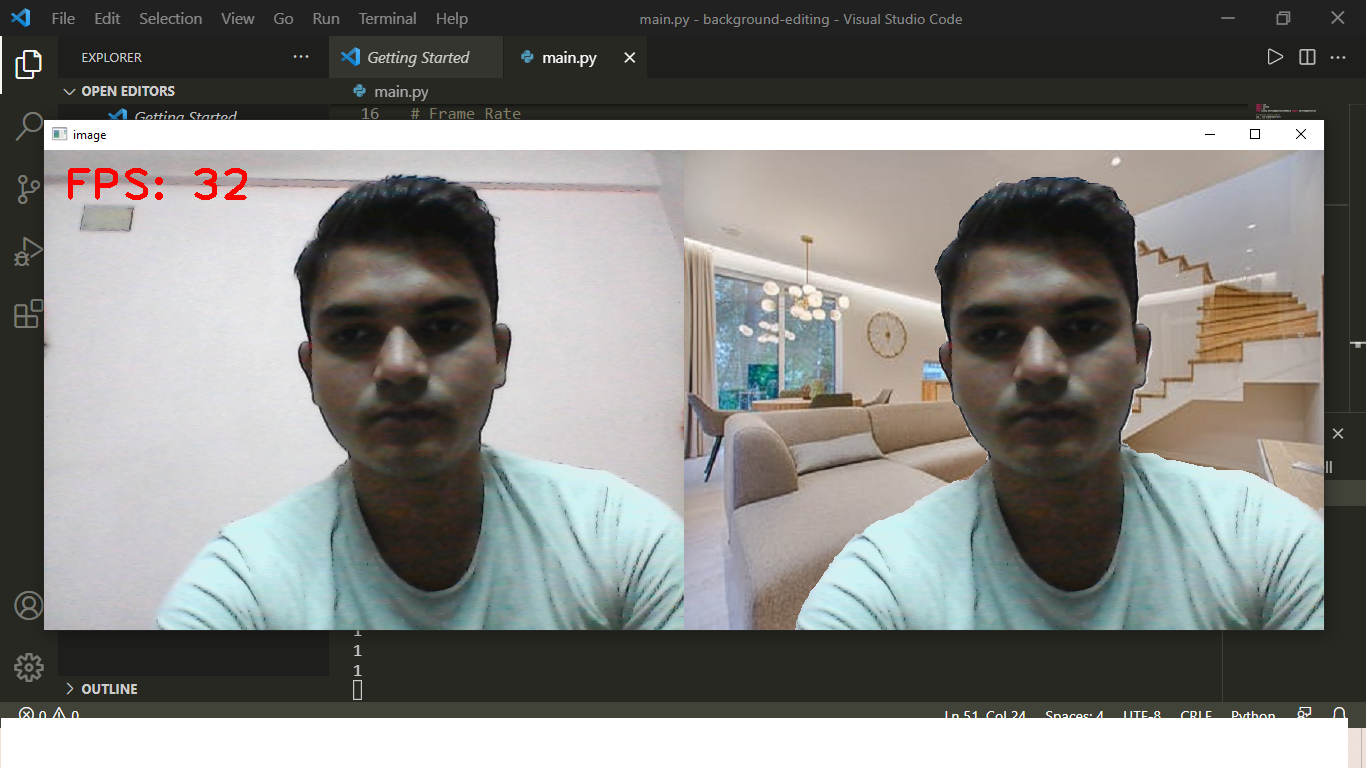 File Edit Selection View Go Run Terminal Help
main.py - background-editing - Visual Studio Code
EXPLORER
Getting Started
main.py
OPEN EDITORS
main.py
Getting Started
16 # Frame Rate
image
FPS: 32
ll
1
1
1
OUTLINE
0 0
Ln 51, Col 24 Spaces: 4 UTF-8 CRLF Python